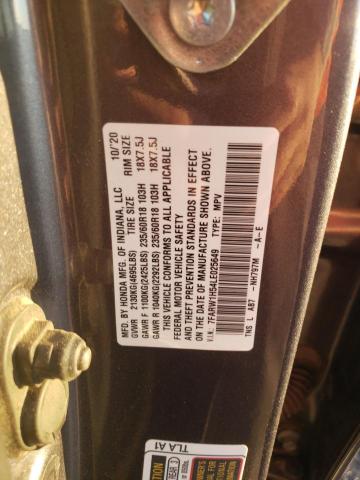 MFD. BY HONDA MFG. OF INDIANA, LLC 10/'20
GVWR 2130KG(4695LBS) TIRE SIZE RIM SIZE
GAWR F 1100KG(2425LBS) 235/60R18 103H 18X7.5J
GAWR R 1040KG(2292LBS) 235/60R18 103H 18X7.5J
THIS VEHICLE CONFORMS TO ALL APPLICABLE
FEDERAL MOTOR VEHICLE SAFETY
AND THEFT PREVENTION STANDARDS IN EFFECT
ON THE DATE OF MANUFACTURE SHOWN ABOVE.
V.I.N. 7FARW1H54LE025649 TYPE: MPV
TNS L A87 -NH797M -A-E
TLA A1